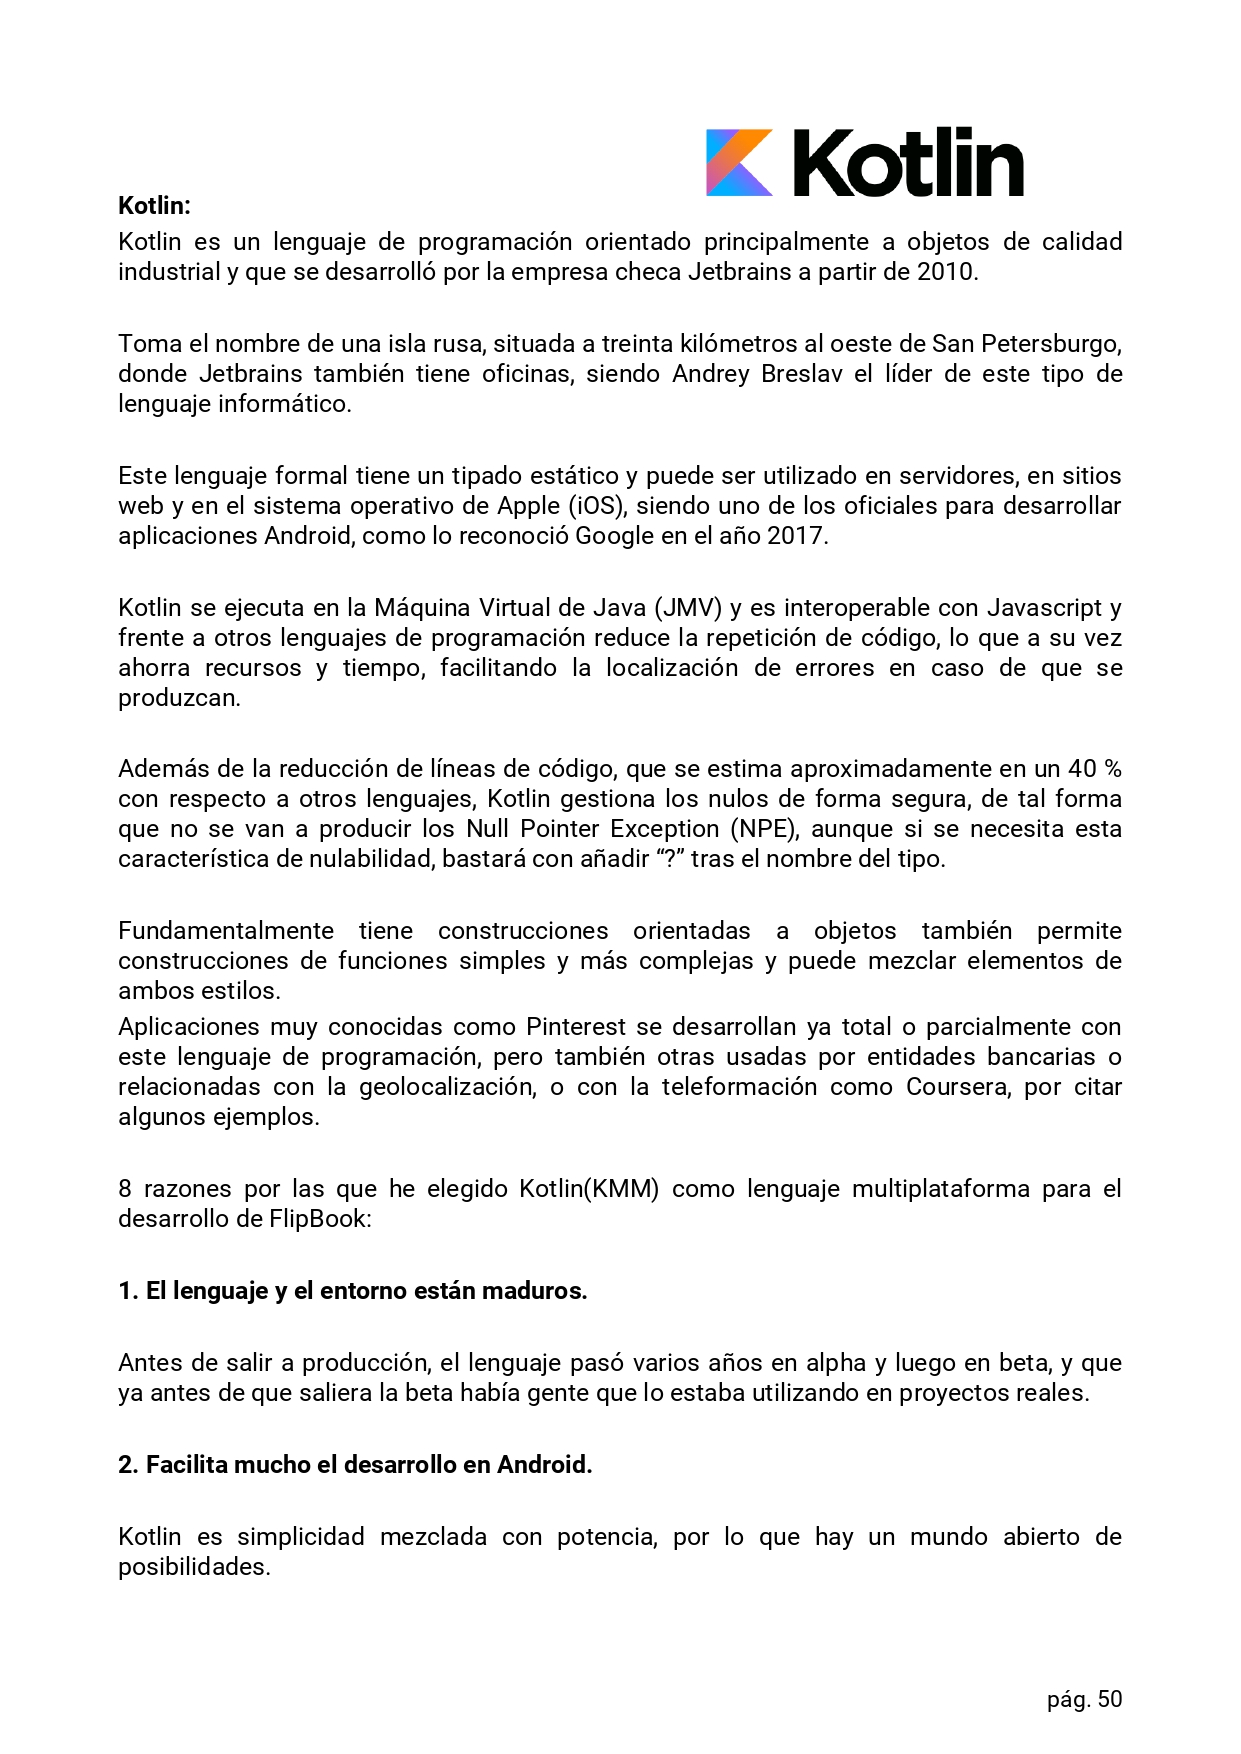 Kotlin
Kotlin:
Kotlin es un lenguaje de programación orientado principalmente a objetos de calidad
industrial y que se desarrolló por la empresa checa Jetbrains a partir de 2010.
Toma el nombre de una isla rusa, situada a treinta kilómetros al oeste de San Petersburgo,
donde Jetbrains también tiene oficinas, siendo Andrey Breslav el líder de este tipo de
lenguaje informático.
Este lenguaje formal tiene un tipado estático y puede ser utilizado en servidores, en sitios
web y en el sistema operativo de Apple (iOS), siendo uno de los oficiales para desarrollar
aplicaciones Android, como lo reconoció Google en el año 2017.
Kotlin se ejecuta en la Máquina Virtual de Java (JMV) y es interoperable con Javascript y
frente a otros lenguajes de programación reduce la repetición de código, lo que a su vez
ahorra recursos y tiempo, facilitando la localización de errores en caso de que se
produzcan.
Además de la reducción de líneas de código, que se estima aproximadamente en un 40 %
con respecto a otros lenguajes, Kotlin gestiona los nulos de forma segura, de tal forma
que no se van a producir los Null Pointer Exception (NPE), aunque si se necesita esta
característica de nulabilidad, bastará con añadir “?” tras el nombre del tipo.
Fundamentalmente tiene construcciones orientadas a objetos también permite
construcciones de funciones simples y más complejas y puede mezclar elementos de
ambos estilos.
Aplicaciones muy conocidas como Pinterest se desarrollan ya total o parcialmente con
este lenguaje de programación, pero también otras usadas por entidades bancarias o
relacionadas con la geolocalización, o con la teleformación como Coursera, por citar
algunos ejemplos.
8 razones por las que he elegido Kotlin(KMM) como lenguaje multiplataforma para el
desarrollo de FlipBook:
1. El lenguaje y el entorno están maduros.
Antes de salir a producción, el lenguaje pasó varios años en alpha y luego en beta, y que
ya antes de que saliera la beta había gente que lo estaba utilizando en proyectos reales.
2. Facilita mucho el desarrollo en Android.
Kotlin es simplicidad mezclada con potencia, por lo que hay un mundo abierto de
posibilidades.
pág. 50